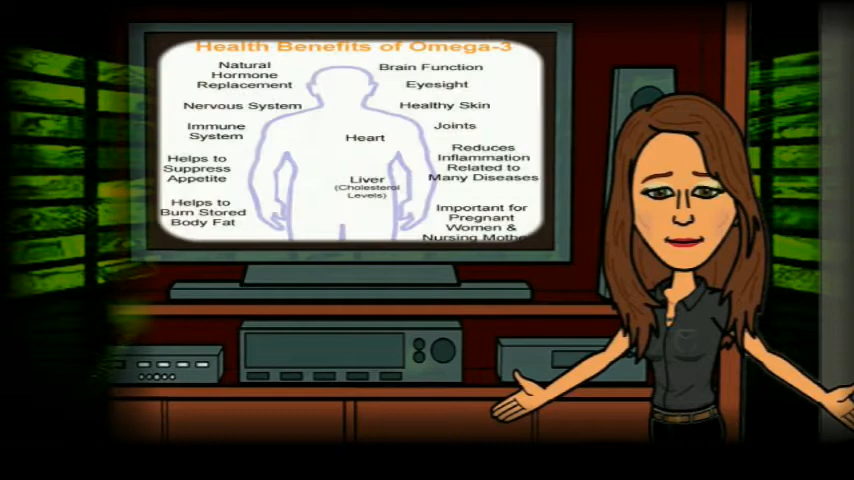 Health Benefits of Omega-3
Natural
Hormone
Replacement
Nervous System
Immune
System
Helps to
Suppress
Appetite
Helps to
Burn Stored
Body Fat
Heart
Liver
(Cholesterol
Levels)
Brain Function
Eyesight
Healthy Skin
Joints
Reduces
Inflammation
Related to
Many Diseases
Important for
Pregnant
Women &
Nursing Mothe